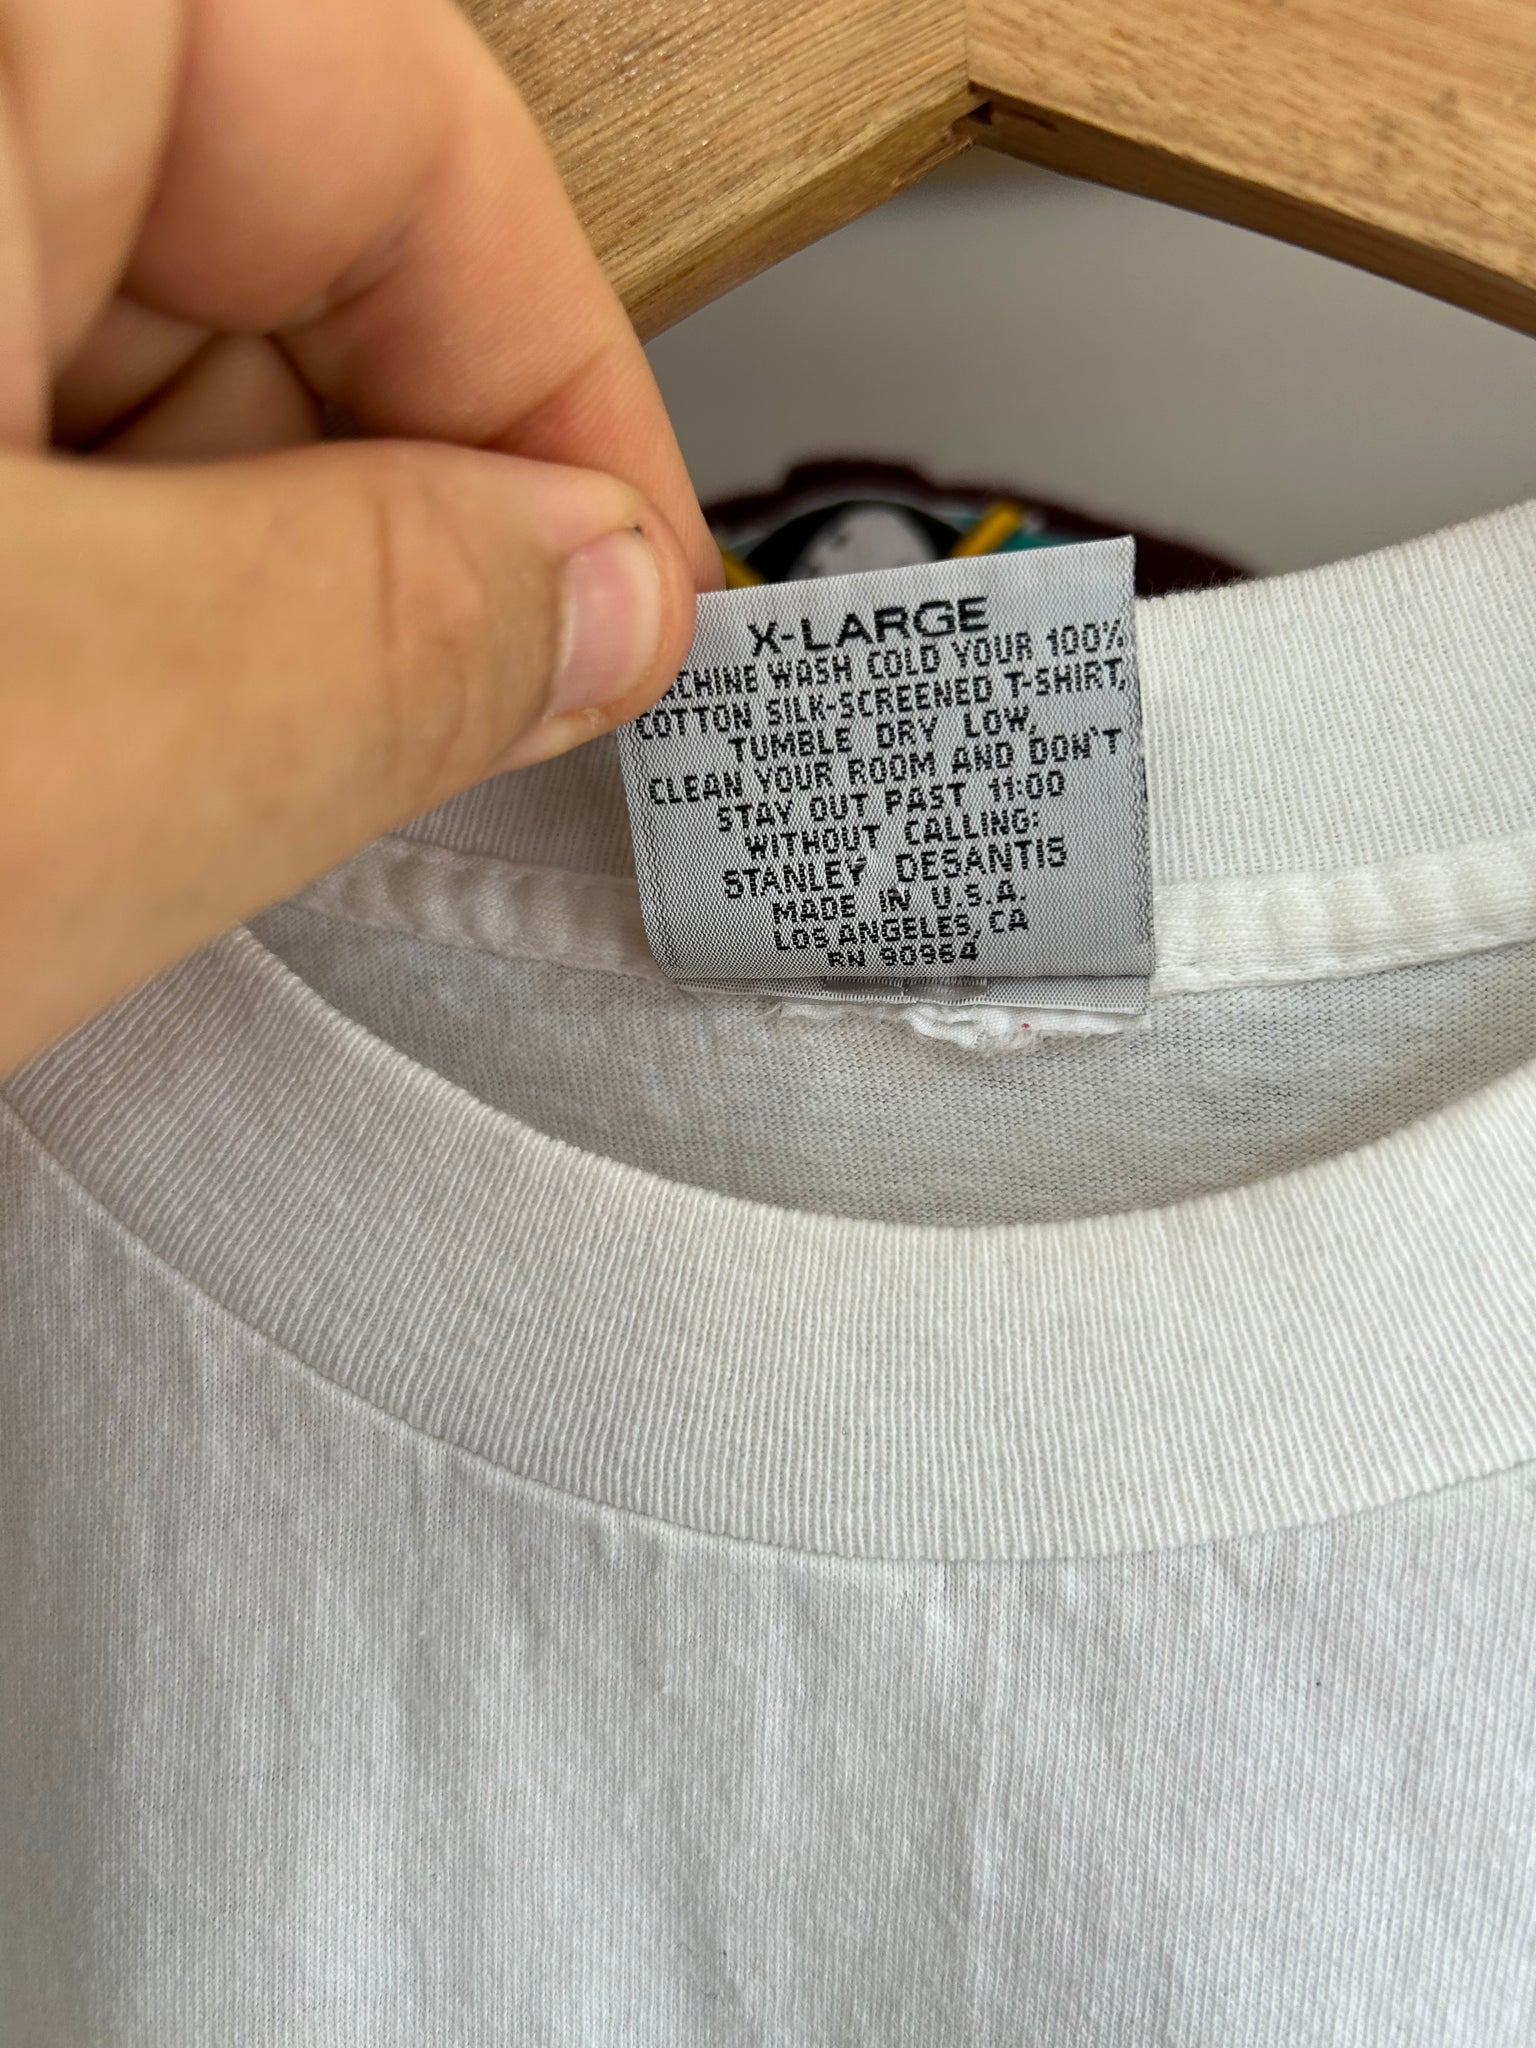 X-LARGE
MACHINE WASH COLD YOUR 100%
COTTON SILK-SCREENED T-SHIRT,
TUMBLE DRY LOW,
CLEAN YOUR ROOM AND DON'T
STAY OUT PAST 11:00
WITHOUT CALLING:
STANLEY DESANTIS
MADE IN U.S.A.
LOS ANGELES, CA
RN 90964